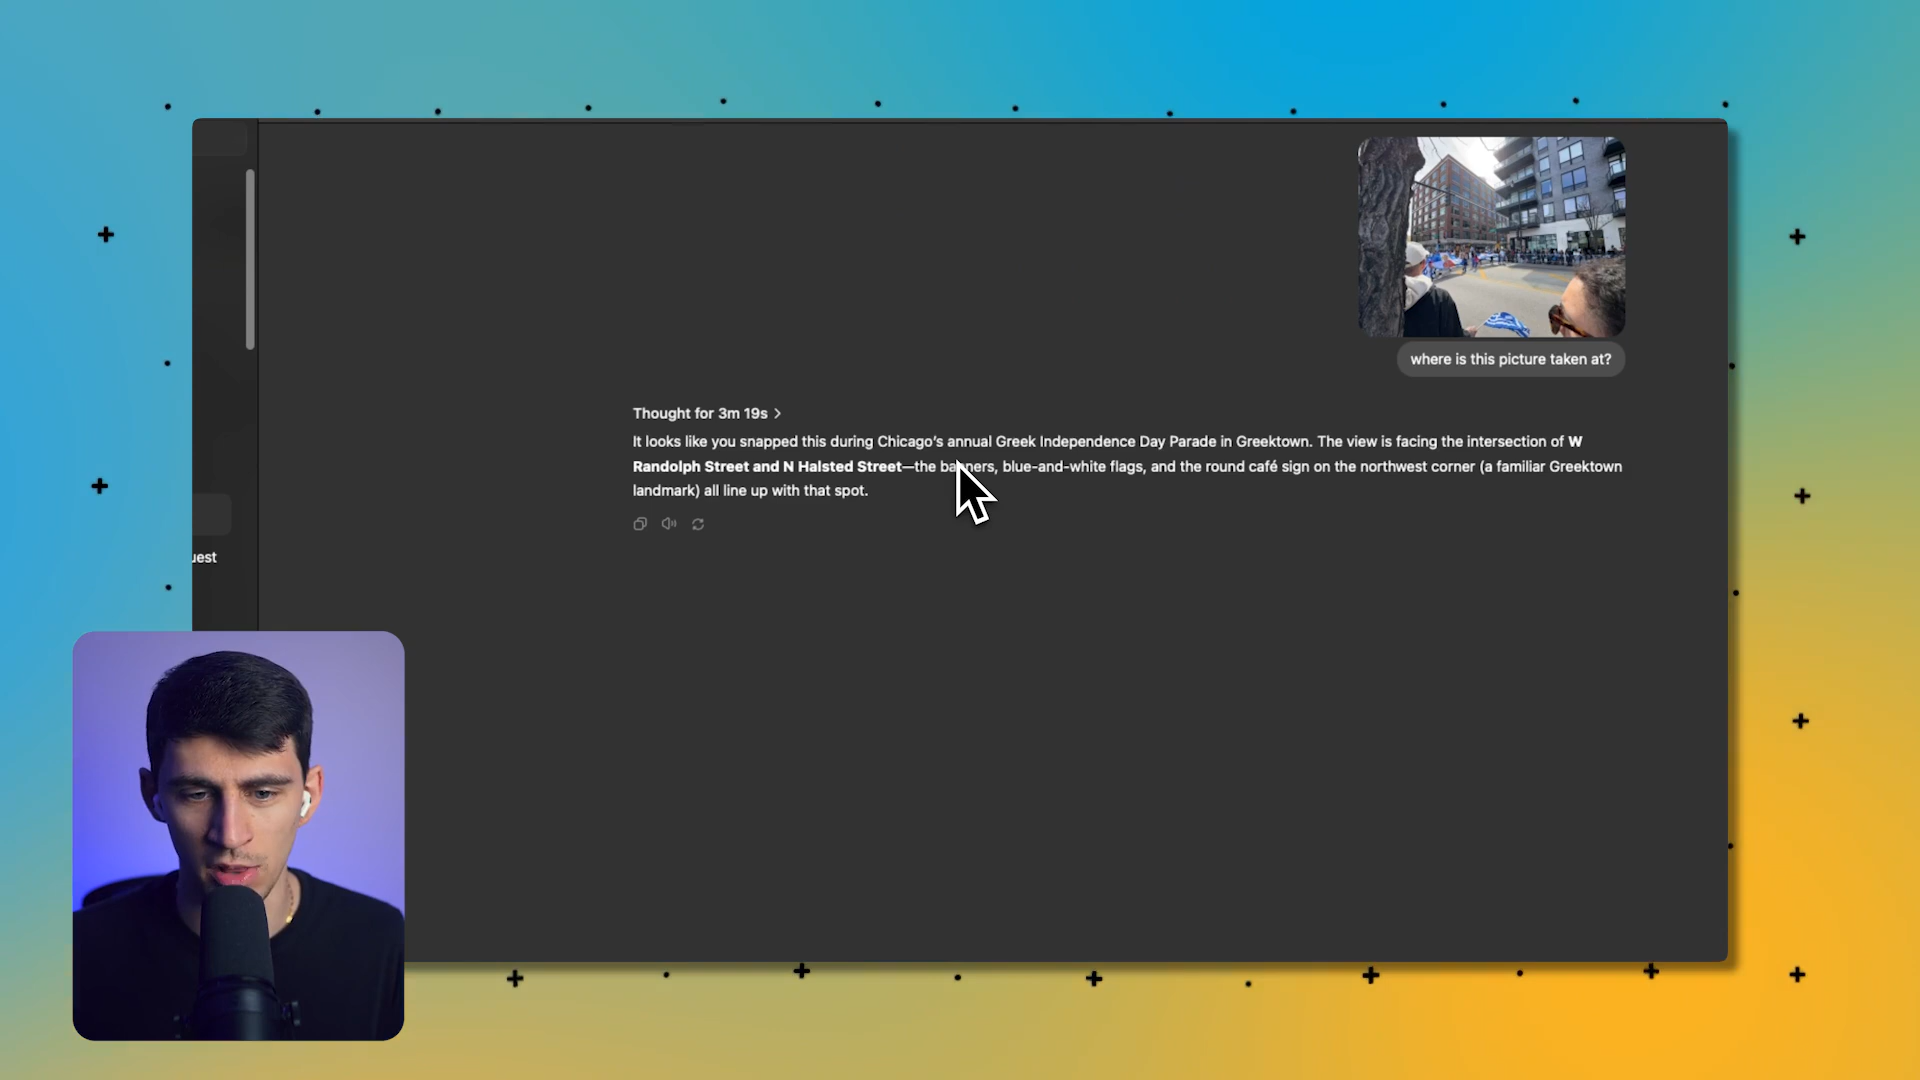 where is this picture taken at?
Thought for 3m 19s >
It looks like you snapped this during Chicago's annual Greek Independence Day Parade in Greektown. The view is facing the intersection of W
Randolph Street and N Halsted Street—the banners, blue-and-white flags, and the round café sign on the northwest corner (a familiar Greektown
landmark) all line up with that spot.
uest